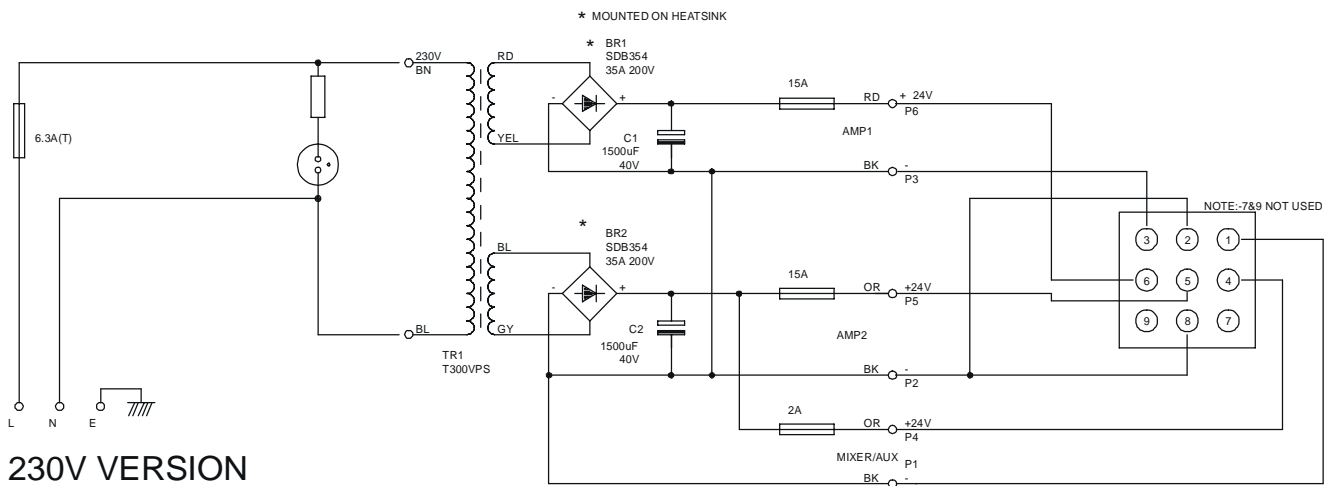 * MOUNTED ON HEATSINK
* BR1
SDB354
35A 200V
230V
BN
RD
- +
YEL
C1
1500uF
40V
15A
RD + 24V
P6
AMP1
BK -
P3
6.3A(T)
NOTE:-7&9 NOT USED
3 2 1
6 5 4
9 8 7
* BR2
SDB354
35A 200V
BL
- +
GY
C2
1500uF
40V
15A
OR +24V
P5
AMP2
BK -
P2
BL
TR1
T300VPS
2A
OR +24V
P4
MIXER/AUX P1
BK -
L N E
230V VERSION